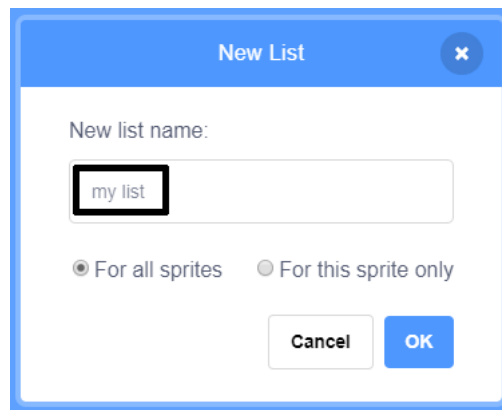 New List
New list name:
my list
For all sprites For this sprite only
Cancel OK